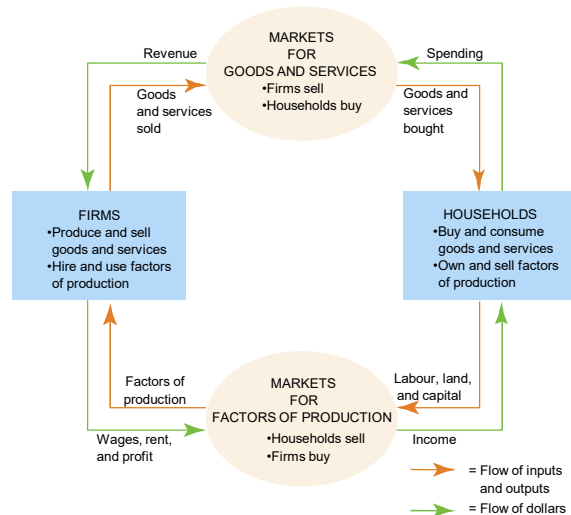 MARKETS
FOR
GOODS AND SERVICES
•Firms sell
•Households buy
Revenue
Spending
Goods
and services
sold
Goods and
services
bought
FIRMS
•Produce and sell
goods and services
•Hire and use factors
of production
HOUSEHOLDS
•Buy and consume
goods and services
•Own and sell factors
of production
Factors of
production
Labour, land,
and capital
MARKETS
FOR
FACTORS OF PRODUCTION
•Households sell
•Firms buy
Wages, rent,
and profit
Income
= Flow of inputs
and outputs
= Flow of dollars